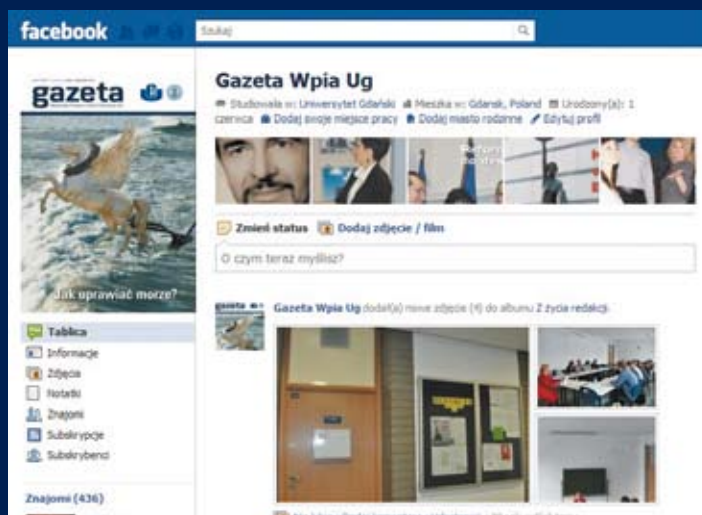 facebook
Szukaj
gazeta
Jak uprawiać morze?
Gazeta Wpia Ug
Studiowała w: Uniwersytet Gdański Mieszka w: Gdansk, Poland Urodzony(a): 1
czerwca Dodaj swoje miejsce pracy Dodaj miasto rodzinne Edytuj profil
Zmień status Dodaj zdjęcie / film
O czym teraz myślisz?
Gazeta Wpia Ug dodał(a) nowe zdjęcie (4) do albumu Z życia redakcji.
Tablica
Informacje
Zdjęcia
Notatki
Znajomi
Subskrypcje
Subskrybenci
Znajomi (436)